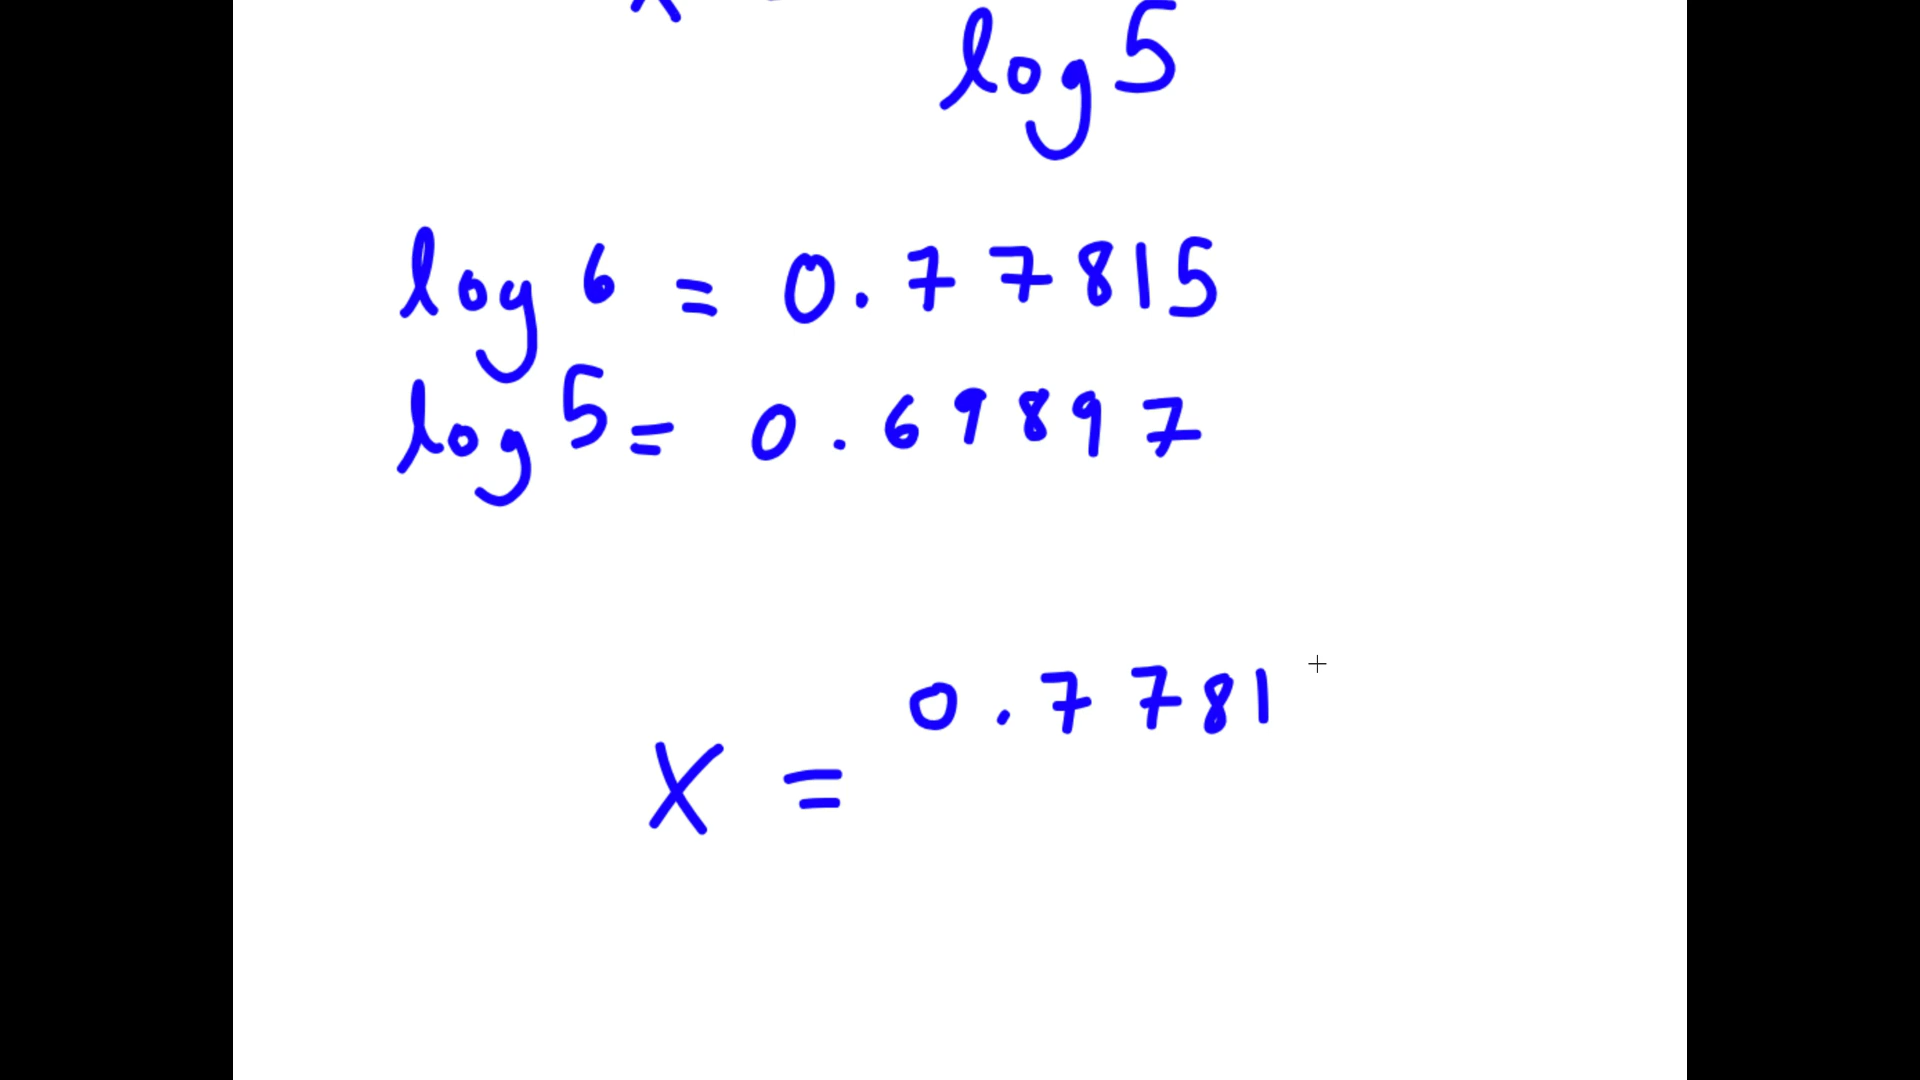 log 5
log 6 = 0.77815
log 5 = 0.69897
0.7781
x =